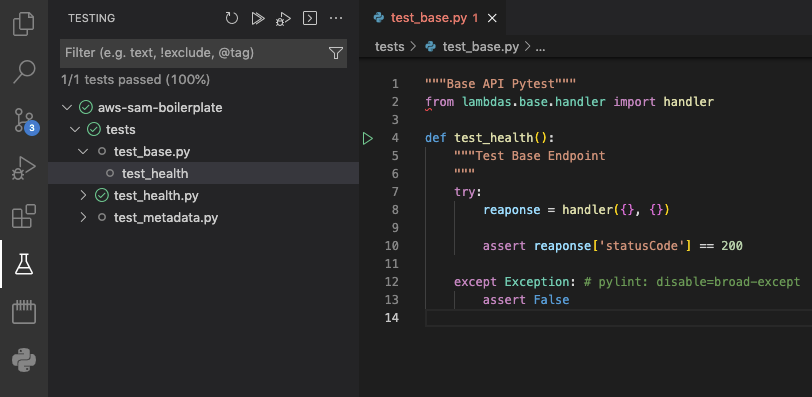 TESTING
Filter (e.g. text, !exclude, @tag)
1/1 tests passed (100%)
aws-sam-boilerplate
tests
test_base.py
test_health
test_health.py
test_metadata.py
3
test_base.py 1
tests > test_base.py > ...
1 """Base API Pytest"""
2 from lambdas.base.handler import handler
3
4 def test_health():
5 """Test Base Endpoint
6 """
7 try:
8 reaponse = handler({}, {})
9
10 assert reaponse['statusCode'] == 200
11
12 except Exception: # pylint: disable=broad-except
13 assert False
14